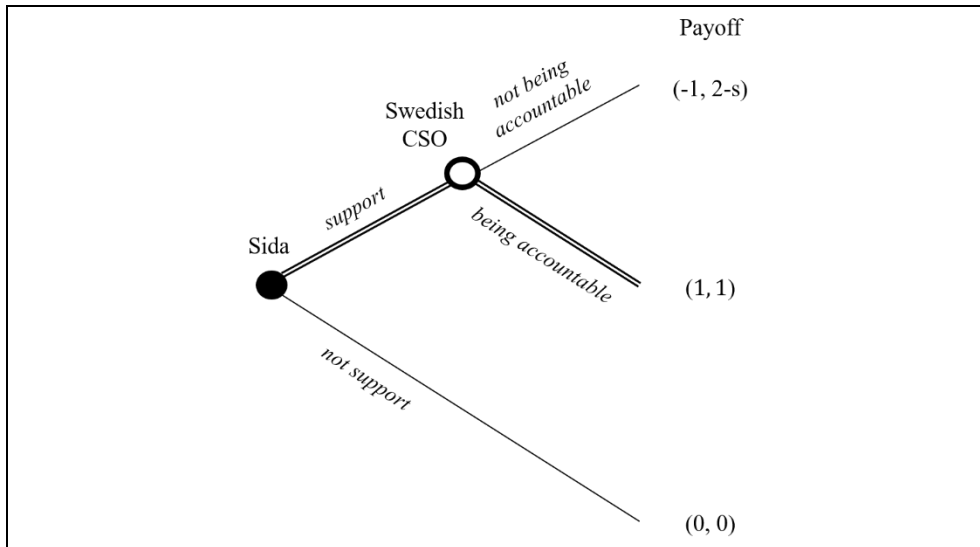 Payoff
not being
accountable
(-1, 2-s)
Swedish
CSO
support
being accountable
Sida
(1, 1)
not support
(0, 0)